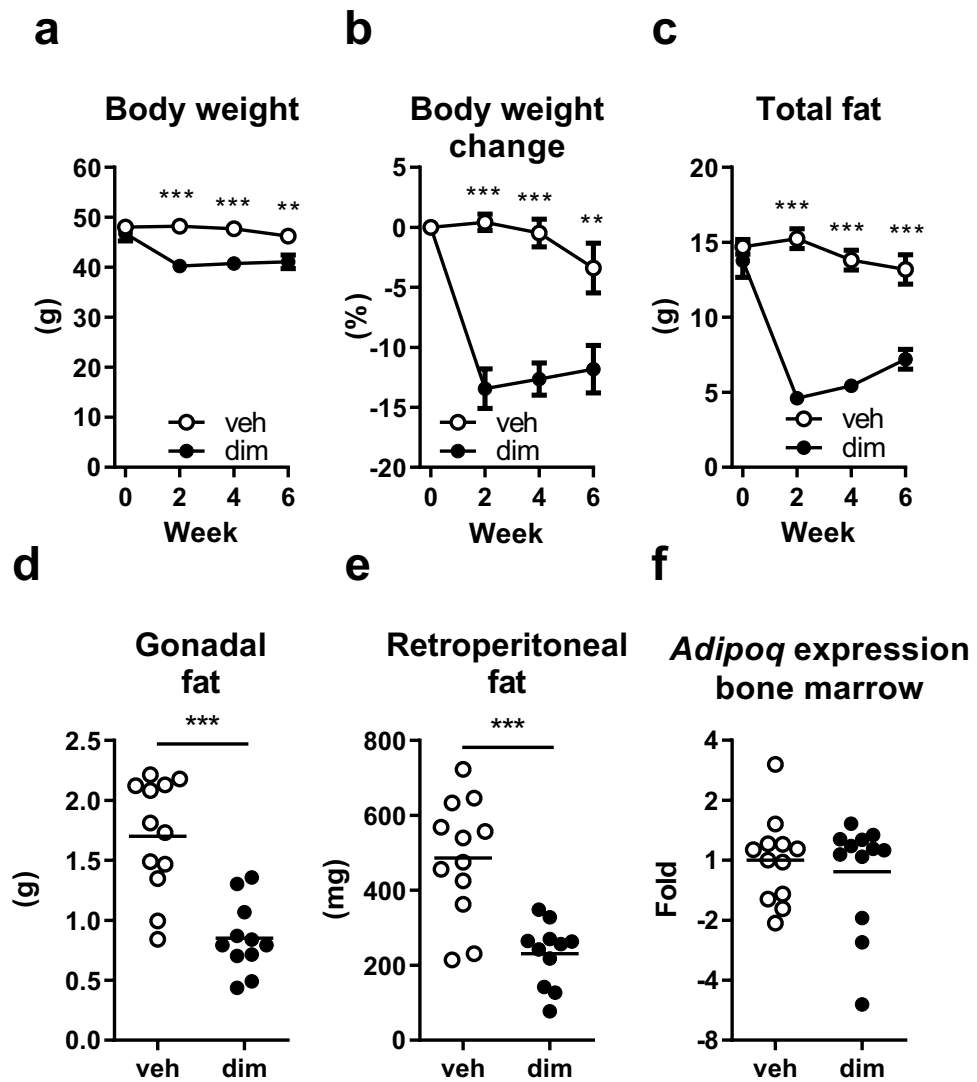 a
Body weight
(g)
60
50
40
30
20
10
0
*** *** **
veh
dim
0 2 4 6
Week
b
Body weight
change
(%)
5
0
-5
-10
-15
-20
*** *** **
veh
dim
0 2 4 6
Week
c
Total fat
(g)
20
15
10
5
0
*** *** ***
veh
dim
0 2 4 6
Week
d
Gonadal
fat
***
(g)
2.5
2.0
1.5
1.0
0.5
0.0
veh dim
e
Retroperitoneal
fat
***
(mg)
800
600
400
200
0
veh dim
f
Adipoq expression
bone marrow
Fold
4
2
1
-2
-4
-8
veh dim